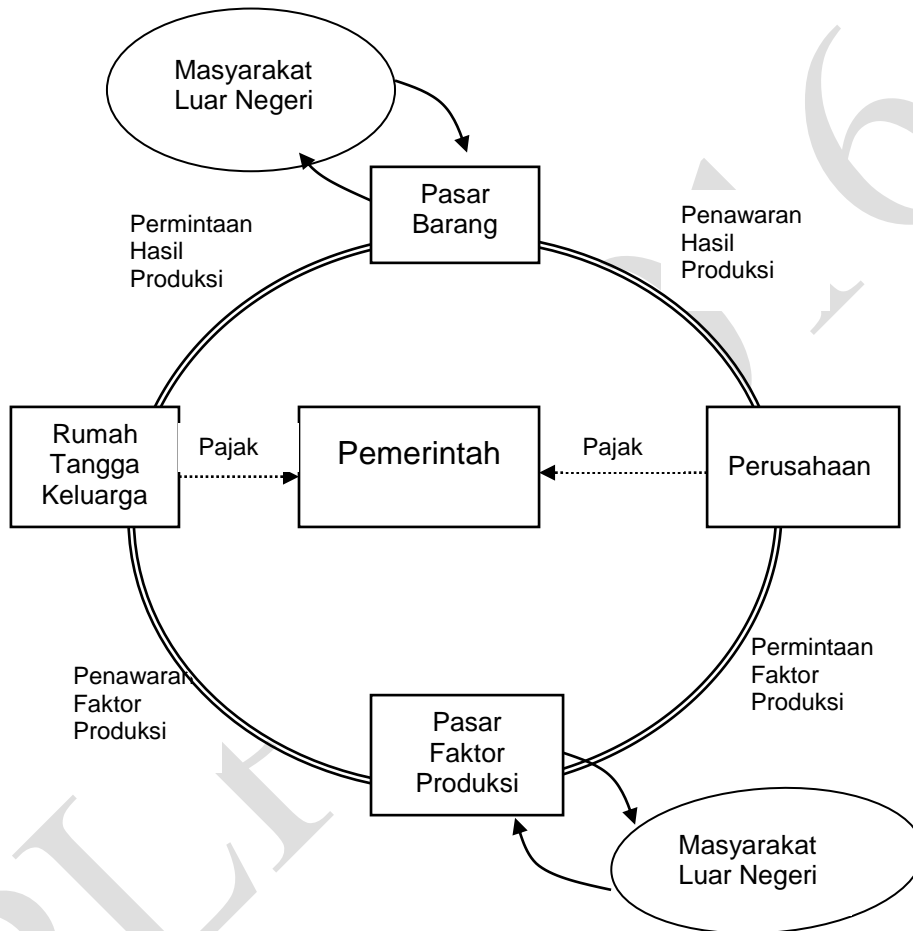 Masyarakat
Luar Negeri
Pasar
Barang
Permintaan
Hasil
Produksi
Penawaran
Hasil
Produksi
Rumah
Tangga
Keluarga
Pajak
Pemerintah
Pajak
Perusahaan
Penawaran
Faktor
Produksi
Pasar
Faktor
Produksi
Permintaan
Faktor
Produksi
Masyarakat
Luar Negeri